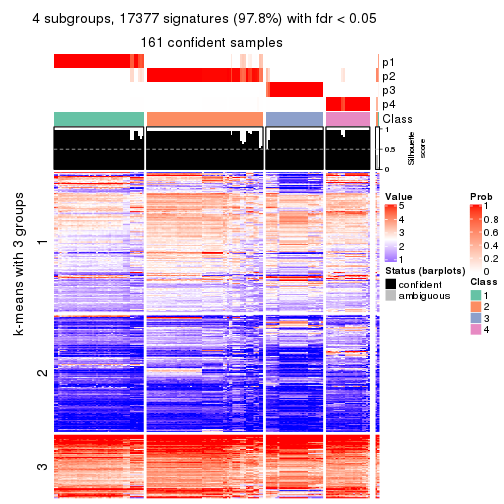 4 subgroups, 17377 signatures (97.8%) with fdr < 0.05
161 confident samples
p1
p2
p3
p4
Class
1
0.5
0
Silhouette
score
k-means with 3 groups
1
2
3
Value
5
4
3
2
1
Status (barplots)
confident
ambiguous
Prob
1
0.8
0.6
0.4
0.2
0
Class
1
2
3
4